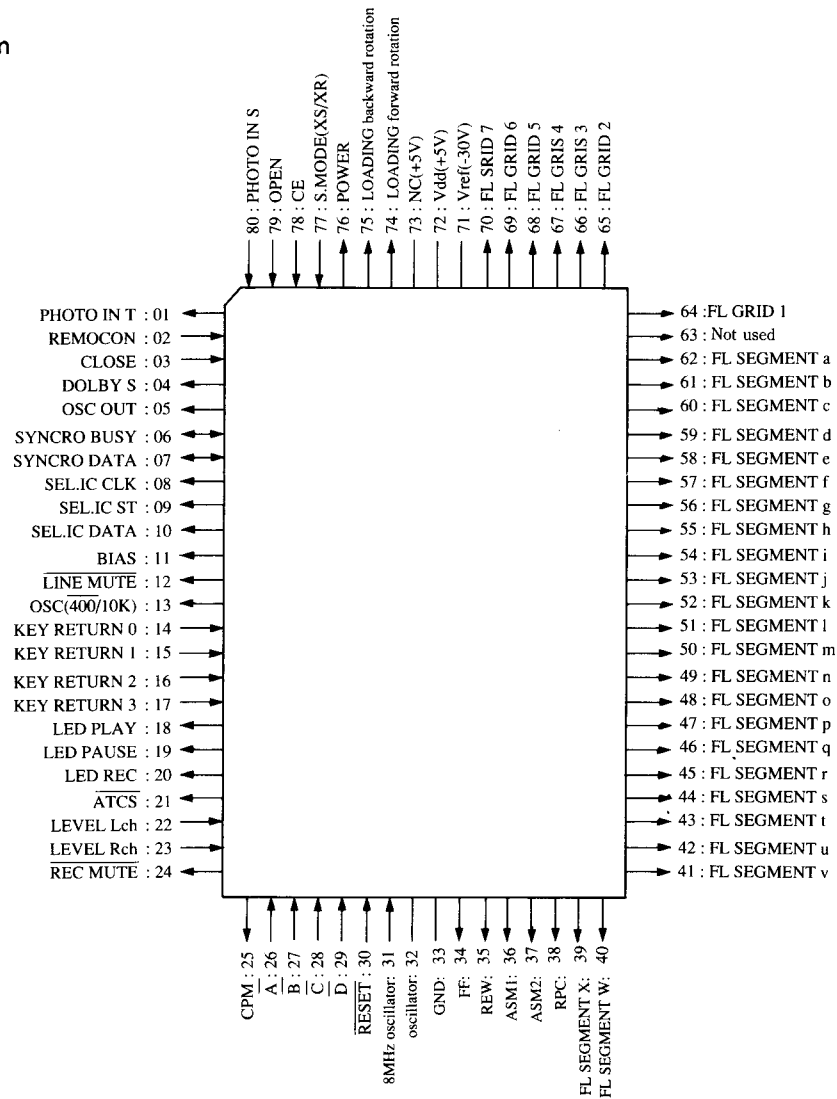 n
80 : PHOTO IN S
79 : OPEN
78 : CE
77 : S.MODE(XS/XR)
76 : POWER
75 : LOADING backward rotation
74 : LOADING forward rotation
73 : NC(+5V)
72 : Vdd(+5V)
71 : Vref(-30V)
70 : FL SRID 7
69 : FL GRID 6
68 : FL GRID 5
67 : FL GRIS 4
66 : FL GRIS 3
65 : FL GRID 2
PHOTO IN T : 01
REMOCON : 02
CLOSE : 03
DOLBY S : 04
OSC OUT : 05
SYNCRO BUSY : 06
SYNCRO DATA : 07
SEL.IC CLK : 08
SEL.IC ST : 09
SEL.IC DATA : 10
BIAS : 11
LINE MUTE : 12
OSC(400/10K) : 13
KEY RETURN 0 : 14
KEY RETURN 1 : 15
KEY RETURN 2 : 16
KEY RETURN 3 : 17
LED PLAY : 18
LED PAUSE : 19
LED REC : 20
ATCS : 21
LEVEL Lch : 22
LEVEL Rch : 23
REC MUTE : 24
64 :FL GRID 1
63 : Not used
62 : FL SEGMENT a
61 : FL SEGMENT b
60 : FL SEGMENT c
59 : FL SEGMENT d
58 : FL SEGMENT e
57 : FL SEGMENT f
56 : FL SEGMENT g
55 : FL SEGMENT h
54 : FL SEGMENT i
53 : FL SEGMENT j
52 : FL SEGMENT k
51 : FL SEGMENT l
50 : FL SEGMENT m
49 : FL SEGMENT n
48 : FL SEGMENT o
47 : FL SEGMENT p
46 : FL SEGMENT q
45 : FL SEGMENT r
44 : FL SEGMENT s
43 : FL SEGMENT t
42 : FL SEGMENT u
41 : FL SEGMENT v
CPM : 25
A : 26
B : 27
C : 28
D : 29
RESET : 30
8MHz oscillator: 31
oscillator: 32
GND: 33
FF: 34
REW: 35
ASM1: 36
ASM2: 37
RPC: 38
FL SEGMENT X: 39
FL SEGMENT W: 40